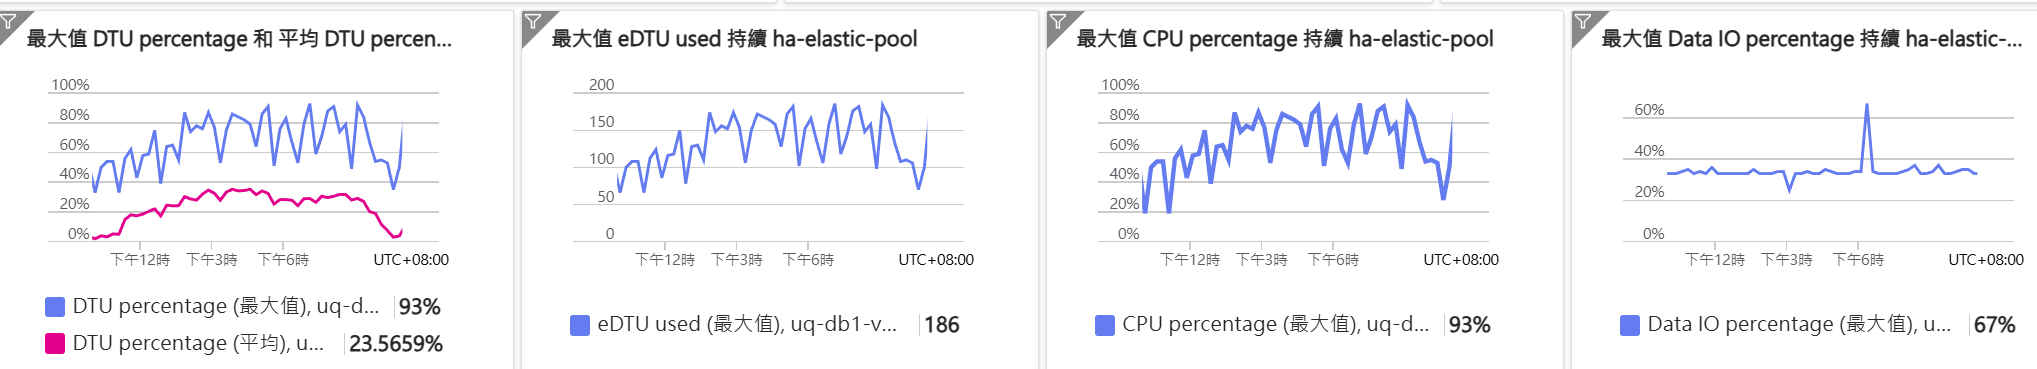 最大值 DTU percentage 和 平均 DTU percen...
100%
80%
60%
40%
20%
0%
下午12時 下午3時 下午6時 UTC+08:00
DTU percentage (最大值), uq-d... 93%
DTU percentage (平均), u... 23.5659%
最大值 eDTU used 持續 ha-elastic-pool
200
150
100
50
0
下午12時 下午3時 下午6時 UTC+08:00
eDTU used (最大值), uq-db1-v... 186
最大值 CPU percentage 持續 ha-elastic-pool
100%
80%
60%
40%
20%
0%
下午12時 下午3時 下午6時 UTC+08:00
CPU percentage (最大值), uq-d... 93%
最大值 Data IO percentage 持續 ha-elastic-...
60%
40%
20%
0%
下午12時 下午3時 下午6時 UTC+08:00
Data IO percentage (最大值), u... 67%